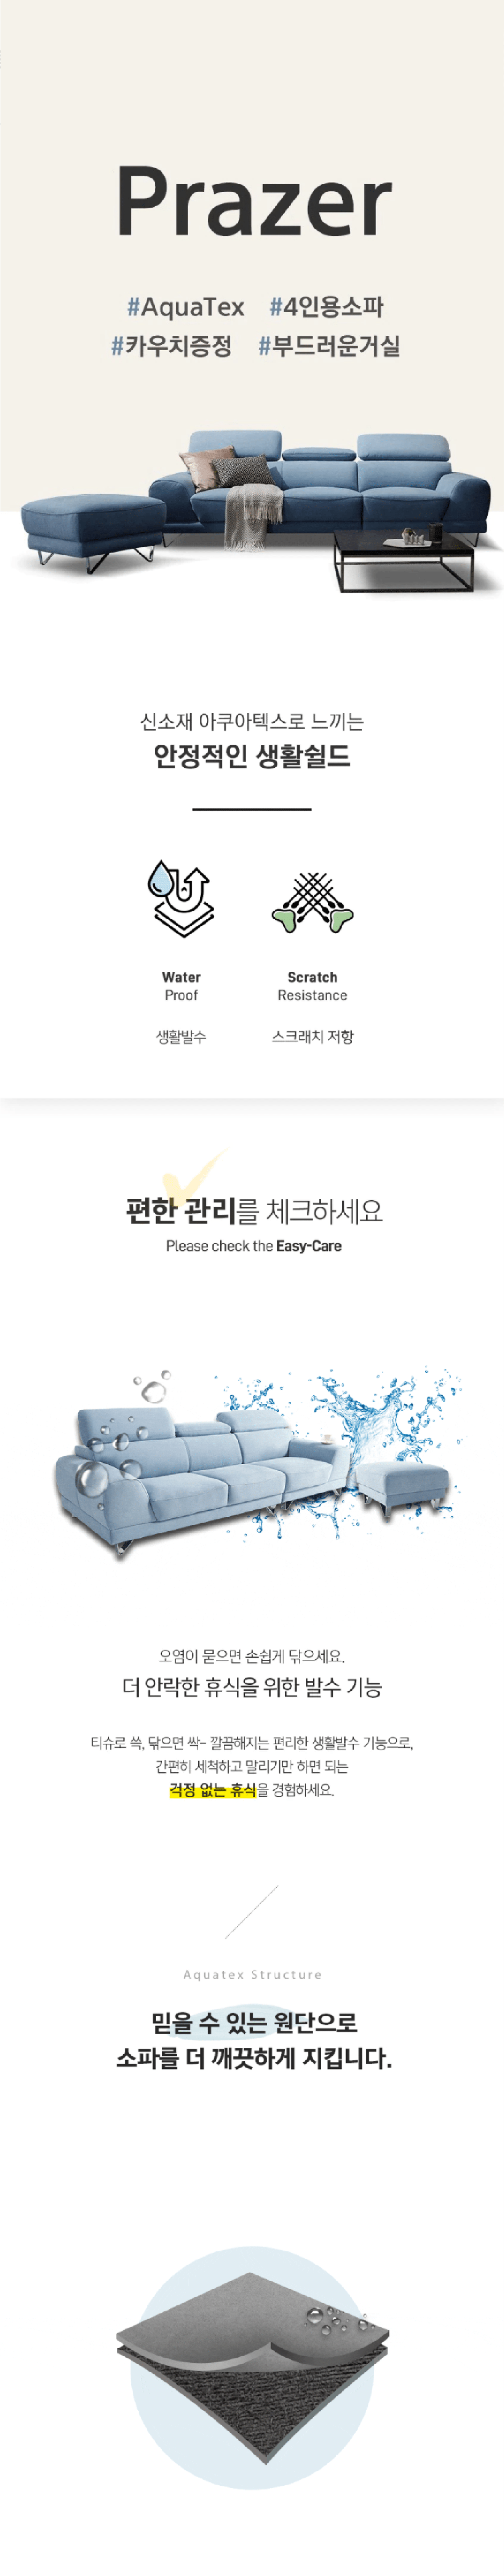 Prazer
#AquaTex #4인용소파
#카우치증정 #부드러운거실
신소재 아쿠아텍스로 느끼는
안정적인 생활쉴드
Water
Proof
생활발수
Scratch
Resistance
스크래치 저항
편한 관리를 체크하세요
Please check the Easy-Care
오염이 묻으면 손쉽게 닦으세요.
더 안락한 휴식을 위한 발수 기능
티슈로 쓱, 닦으면 싹- 깔끔해지는 편리한 생활발수 기능으로,
간편히 세척하고 말리기만 하면 되는
걱정 없는 휴식을 경험하세요.
Aquatex Structure
믿을 수 있는 원단으로
소파를 더 깨끗하게 지킵니다.